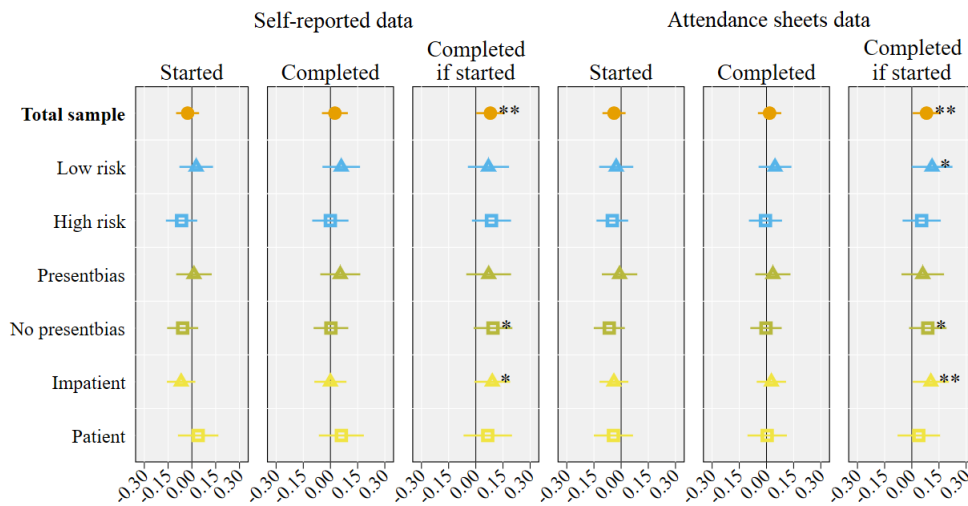 Self-reported data Attendance sheets data
Started Completed Completed if started Started Completed Completed if started
Total sample ** **
Low risk *
High risk
Presentbias
No presentbias * *
Impatient * **
Patient
-0.30 -0.15 0.00 0.15 0.30 -0.30 -0.15 0.00 0.15 0.30 -0.30 -0.15 0.00 0.15 0.30 -0.30 -0.15 0.00 0.15 0.30 -0.30 -0.15 0.00 0.15 0.30 -0.30 -0.15 0.00 0.15 0.30